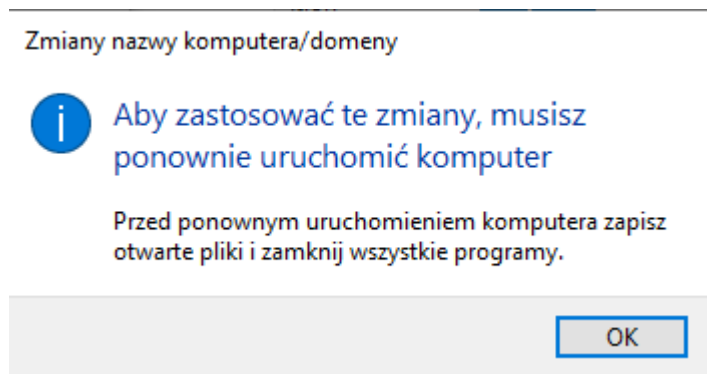 Zmiany nazwy komputera/domeny
Aby zastosować te zmiany, musisz
ponownie uruchomić komputer
Przed ponownym uruchomieniem komputera zapisz
otwarte pliki i zamknij wszystkie programy.
OK